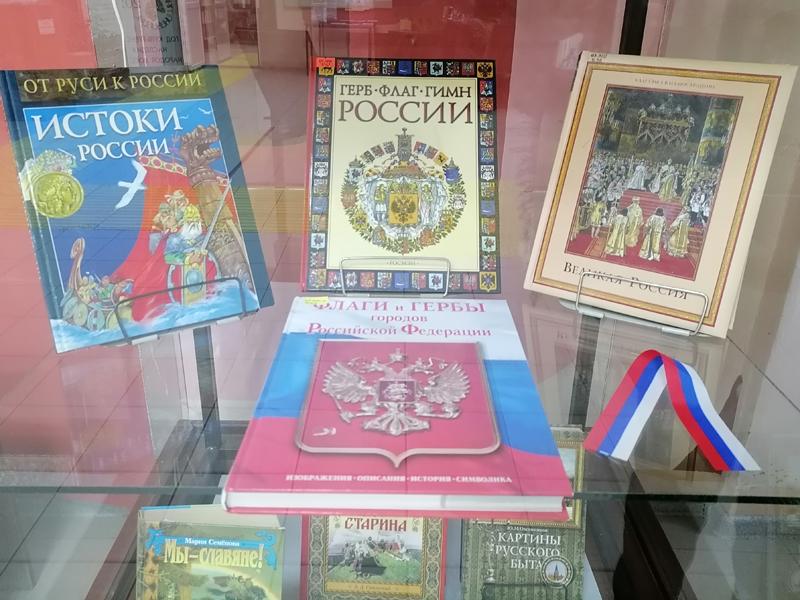 ОТ РУСИ К РОССИИ
ИСТОКИ
РОССИИ
ГЕРБ·ФЛАГ·ГИМН
РОССИИ
·РОСМЭН·
ВЕЛИКАЯ РОССИЯ
ФЛАГИ и ГЕРБЫ
городов
Российской Федерации
ИЗОБРАЖЕНИЯ·ОПИСАНИЯ·ИСТОРИЯ·СИМВОЛИКА
Мария Семёнова
Мы–славяне!
СТАРИНА
КАРТИНЫ
РУССКОГО
БЫТА